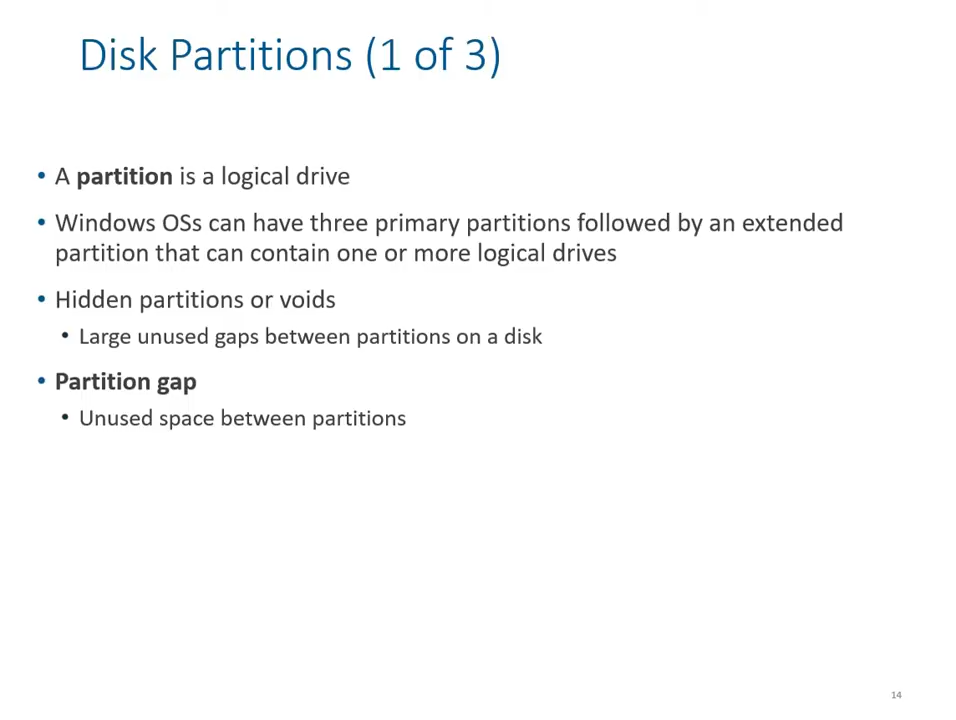 Disk Partitions (1 of 3)
• A partition is a logical drive
• Windows OSs can have three primary partitions followed by an extended
partition that can contain one or more logical drives
• Hidden partitions or voids
• Large unused gaps between partitions on a disk
• Partition gap
• Unused space between partitions
14